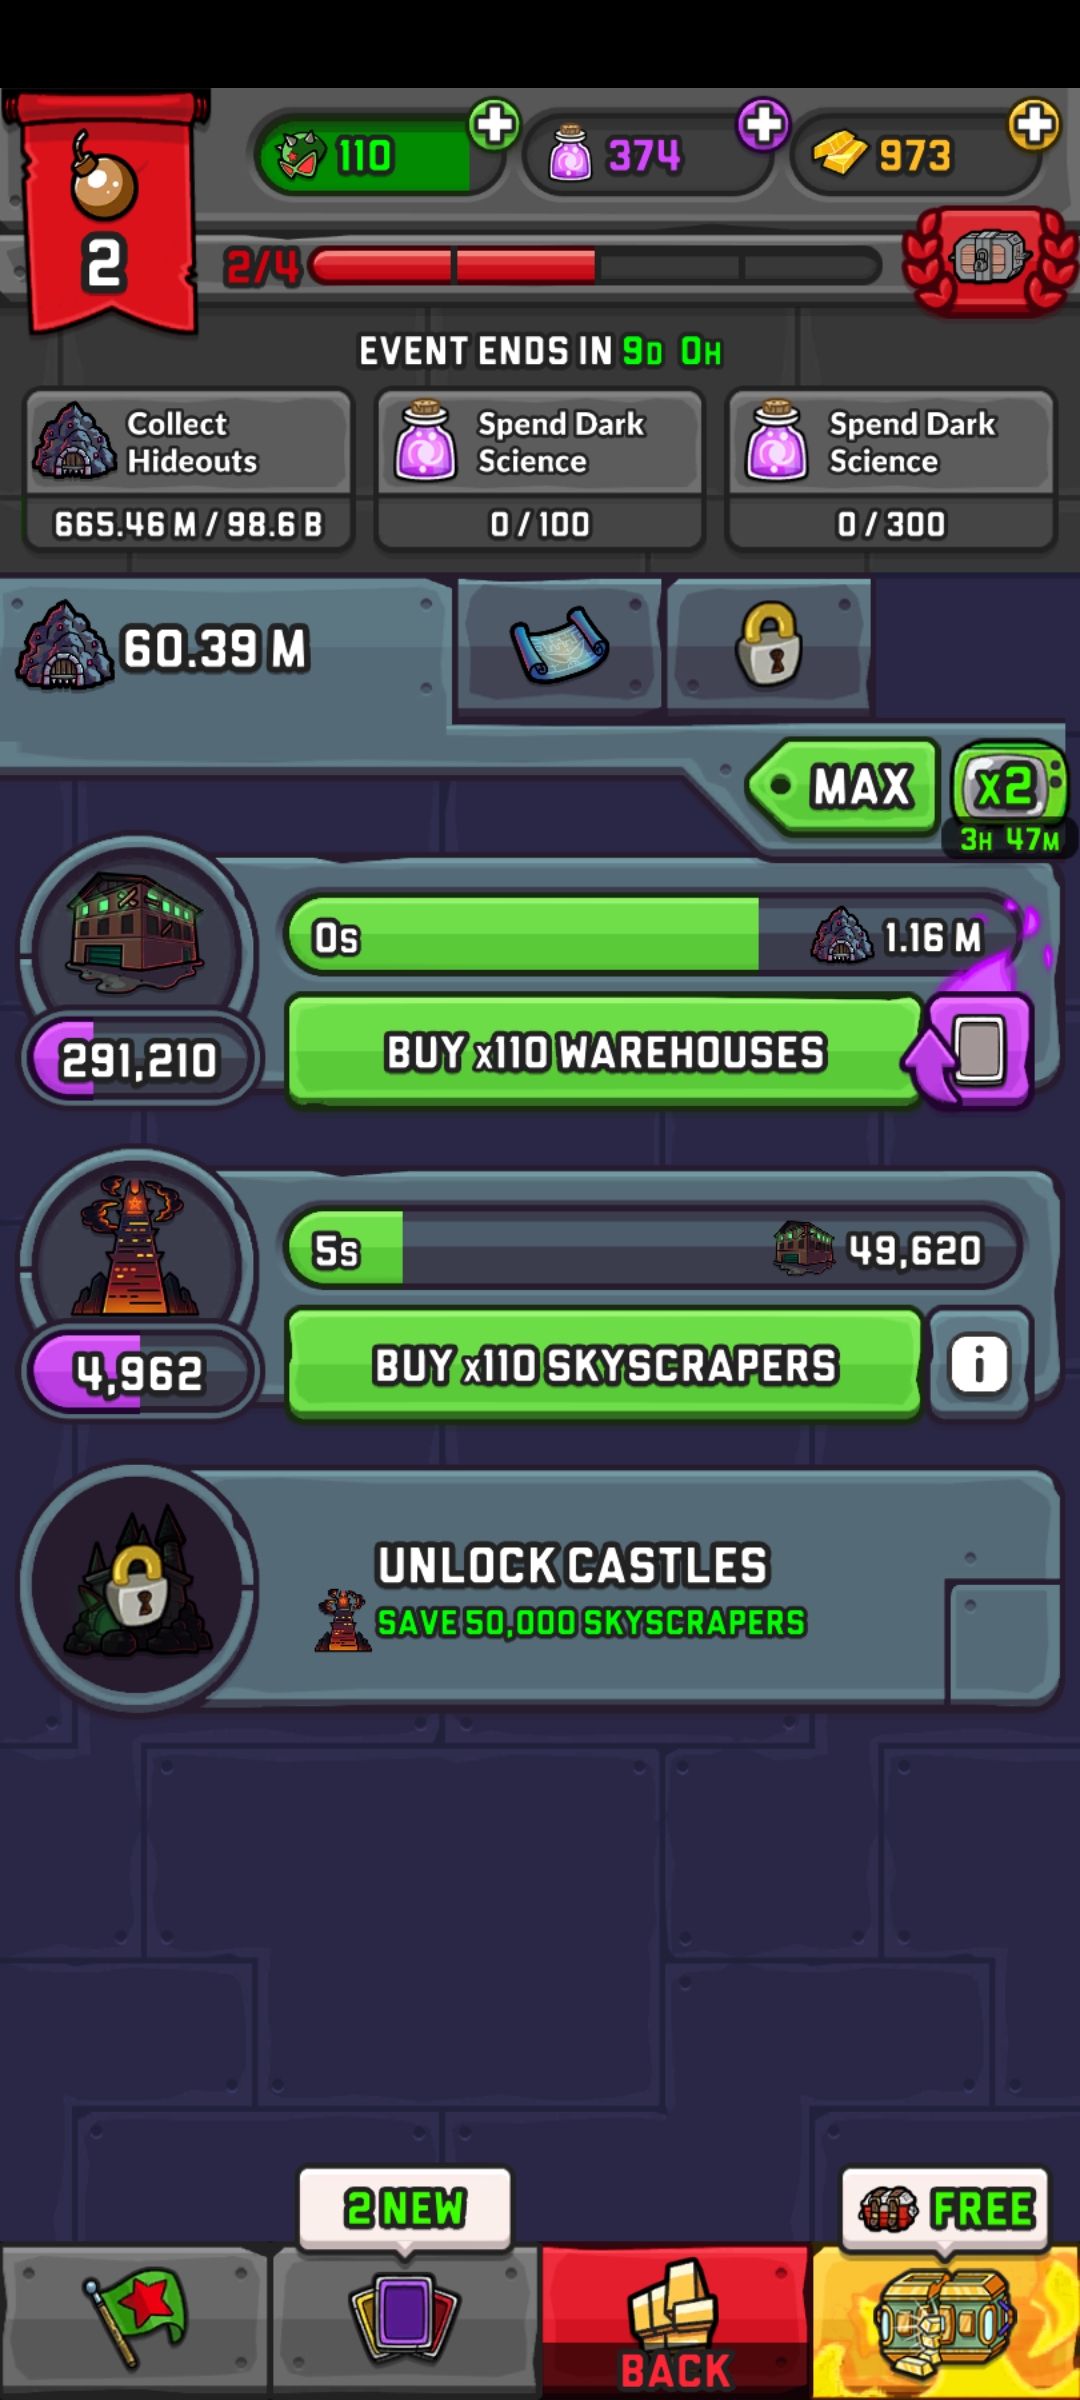 110
374
973
2
2/4
EVENT ENDS IN 9D 0H
Collect
Hideouts
665.46 M / 98.6 B
Spend Dark
Science
0 / 100
Spend Dark
Science
0 / 300
60.39 M
MAX
x2
3H 47M
0s
1.16 M
291,210
BUY x110 WAREHOUSES
5s
49,620
4,962
BUY x110 SKYSCRAPERS
i
UNLOCK CASTLES
SAVE 50,000 SKYSCRAPERS
2 NEW
FREE
BACK